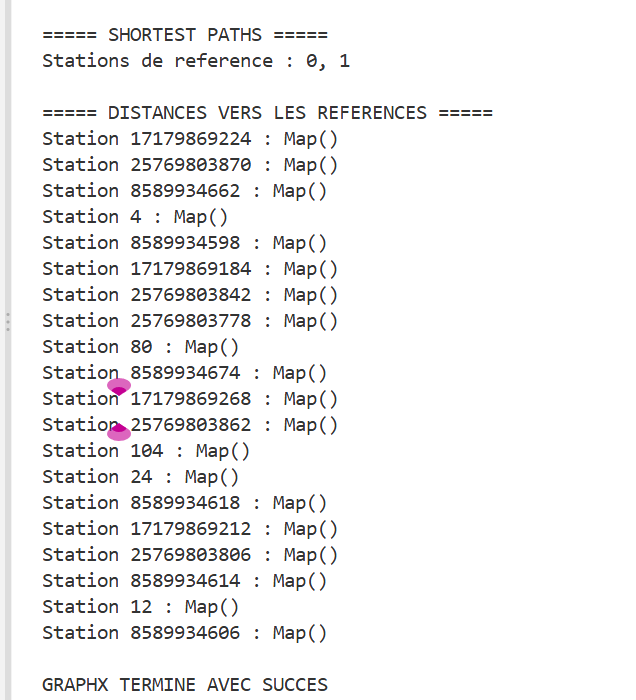 ===== SHORTEST PATHS =====
Stations de reference : 0, 1
===== DISTANCES VERS LES REFERENCES =====
Station 17179869224 : Map()
Station 25769803870 : Map()
Station 8589934662 : Map()
Station 4 : Map()
Station 8589934598 : Map()
Station 17179869184 : Map()
Station 25769803842 : Map()
Station 25769803778 : Map()
Station 80 : Map()
Station 8589934674 : Map()
Station 17179869268 : Map()
Station 25769803862 : Map()
Station 104 : Map()
Station 24 : Map()
Station 8589934618 : Map()
Station 17179869212 : Map()
Station 25769803806 : Map()
Station 8589934614 : Map()
Station 12 : Map()
Station 8589934606 : Map()
GRAPHX TERMINE AVEC SUCCES